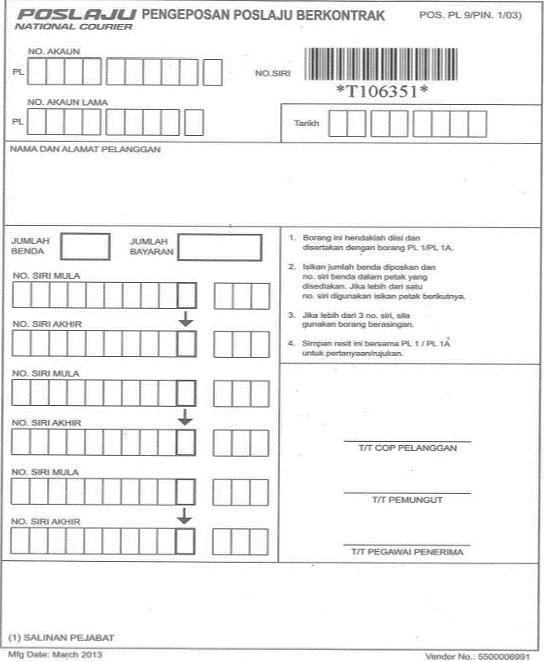 POSLAJU PENGEPOSAN POSLAJU BERKONTRAK POS. PL 9/PIN. 1/03)
NATIONAL COURIER
NO. AKAUN
PL
NO.SIRI
*T106351*
NO. AKAUN LAMA
PL
Tarikh
NAMA DAN ALAMAT PELANGGAN
JUMLAH BENDA
JUMLAH BAYARAN
NO. SIRI MULA
NO. SIRI AKHIR
NO. SIRI MULA
NO. SIRI AKHIR
NO. SIRI MULA
NO. SIRI AKHIR
1. Borang ini hendaklah diisi dan
disertakan dengan borang PL 1/PL 1A.
2. Isikan jumlah benda diposkan dan
no. siri benda dalam petak yang
disediakan. Jika lebih dari satu
no. siri digunakan isikan petak berikutnya.
3. Jika lebih dari 3 no. siri, sila
gunakan borang berasingan.
4. Simpan resit ini bersama PL 1 / PL 1A
untuk pertanyaan/rujukan.
T/T COP PELANGGAN
T/T PEMUNGUT
T/T PEGAWAI PENERIMA
(1) SALINAN PEJABAT
Mfg Date: March 2013
Vendor No.: 5500006991